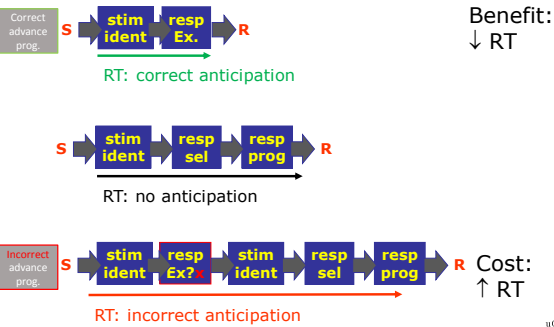 Correct
advance
prog.
S
stim
ident
resp
Ex.
R
RT: correct anticipation
Benefit:
↓ RT
S
stim
ident
resp
sel
resp
prog
R
RT: no anticipation
Incorrect
advance
prog.
S
stim
ident
resp
Ex?x
stim
ident
resp
sel
resp
prog
R
RT: incorrect anticipation
Cost:
↑ RT